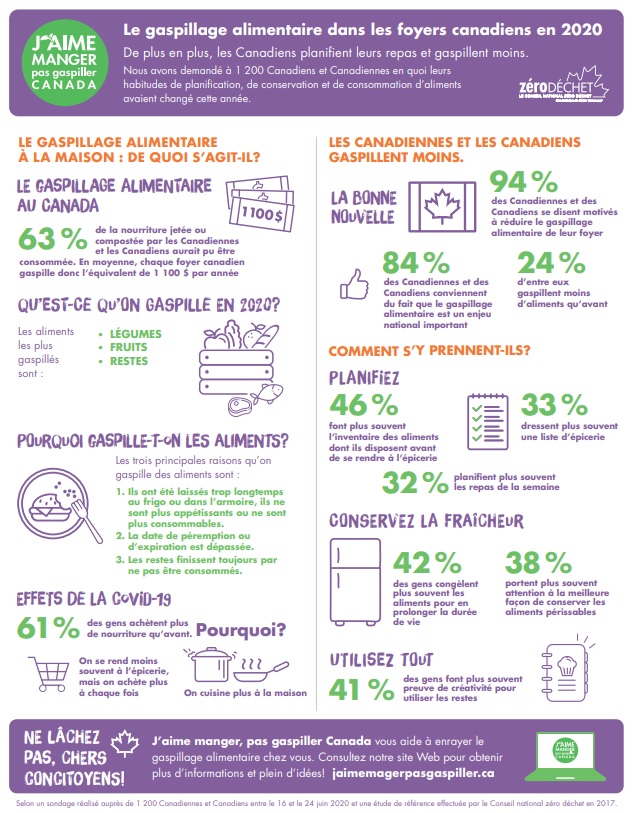 J'AIME
MANGER
pas gaspiller
CANADA
Le gaspillage alimentaire dans les foyers canadiens en 2020
De plus en plus, les Canadiens planifient leurs repas et gaspillent moins.
Nous avons demandé à 1 200 Canadiens et Canadiennes en quoi leurs
habitudes de planification, de conservation et de consommation d'aliments
avaient changé cette année.
zéroDÉCHET
LE CONSEIL NATIONAL ZÉRO DÉCHET
LE GASPILLAGE ALIMENTAIRE
À LA MAISON : DE QUOI S'AGIT-IL?
LE GASPILLAGE ALIMENTAIRE
AU CANADA
1100 $
63 %
de la nourriture jetée ou
compostée par les Canadiennes
et les Canadiens aurait pu être
consommée. En moyenne, chaque foyer canadien
gaspille donc l'équivalent de 1 100 $ par année
QU'EST-CE QU'ON GASPILLE EN 2020?
Les aliments
les plus
gaspillés
sont :
• LÉGUMES
• FRUITS
• RESTES
POURQUOI GASPILLE-T-ON LES ALIMENTS?
Les trois principales raisons qu'on
gaspille des aliments sont :
1. Ils ont été laissés trop longtemps
au frigo ou dans l'armoire, ils ne
sont plus appétissants ou ne sont
plus consommables.
2. La date de péremption ou
d'expiration est dépassée.
3. Les restes finissent toujours par
ne pas être consommés.
EFFETS DE LA COVID-19
61 %
des gens achètent plus
de nourriture qu'avant.
Pourquoi?
On se rend moins
souvent à l'épicerie,
mais on achète plus
à chaque fois
On cuisine plus à la maison
LES CANADIENNES ET LES CANADIENS
GASPILLENT MOINS.
LA BONNE
NOUVELLE
94 %
des Canadiennes et des
Canadiens se disent motivés
à réduire le gaspillage
alimentaire de leur foyer
84 %
des Canadiennes et des
Canadiens conviennent
du fait que le gaspillage
alimentaire est un enjeu
national important
24 %
d'entre eux
gaspillent moins
d'aliments qu'avant
COMMENT S'Y PRENNENT-ILS?
PLANIFIEZ
46 %
font plus souvent
l'inventaire des aliments
dont ils disposent avant
de se rendre à l'épicerie
33 %
dressent plus souvent
une liste d'épicerie
32 %
planifient plus souvent
les repas de la semaine
CONSERVEZ LA FRAÎCHEUR
42 %
des gens congèlent
plus souvent les
aliments pour en
prolonger la durée
de vie
38 %
portent plus souvent
attention à la meilleure
façon de conserver les
aliments périssables
UTILISEZ TOUT
41 %
des gens font plus souvent
preuve de créativité pour
utiliser les restes
NE LÂCHEZ
PAS, CHERS
CONCITOYENS!
J'aime manger, pas gaspiller Canada vous aide à enrayer le
gaspillage alimentaire chez vous. Consultez notre site Web pour obtenir
plus d'informations et plein d'idées! jaimemagerpasgaspiller.ca
J'AIME
MANGER
pas gaspiller
CANADA
Selon un sondage réalisé auprès de 1 200 Canadiennes et Canadiens entre le 16 et le 24 juin 2020 et une étude de référence effectuée par le Conseil national zéro déchet en 2017.